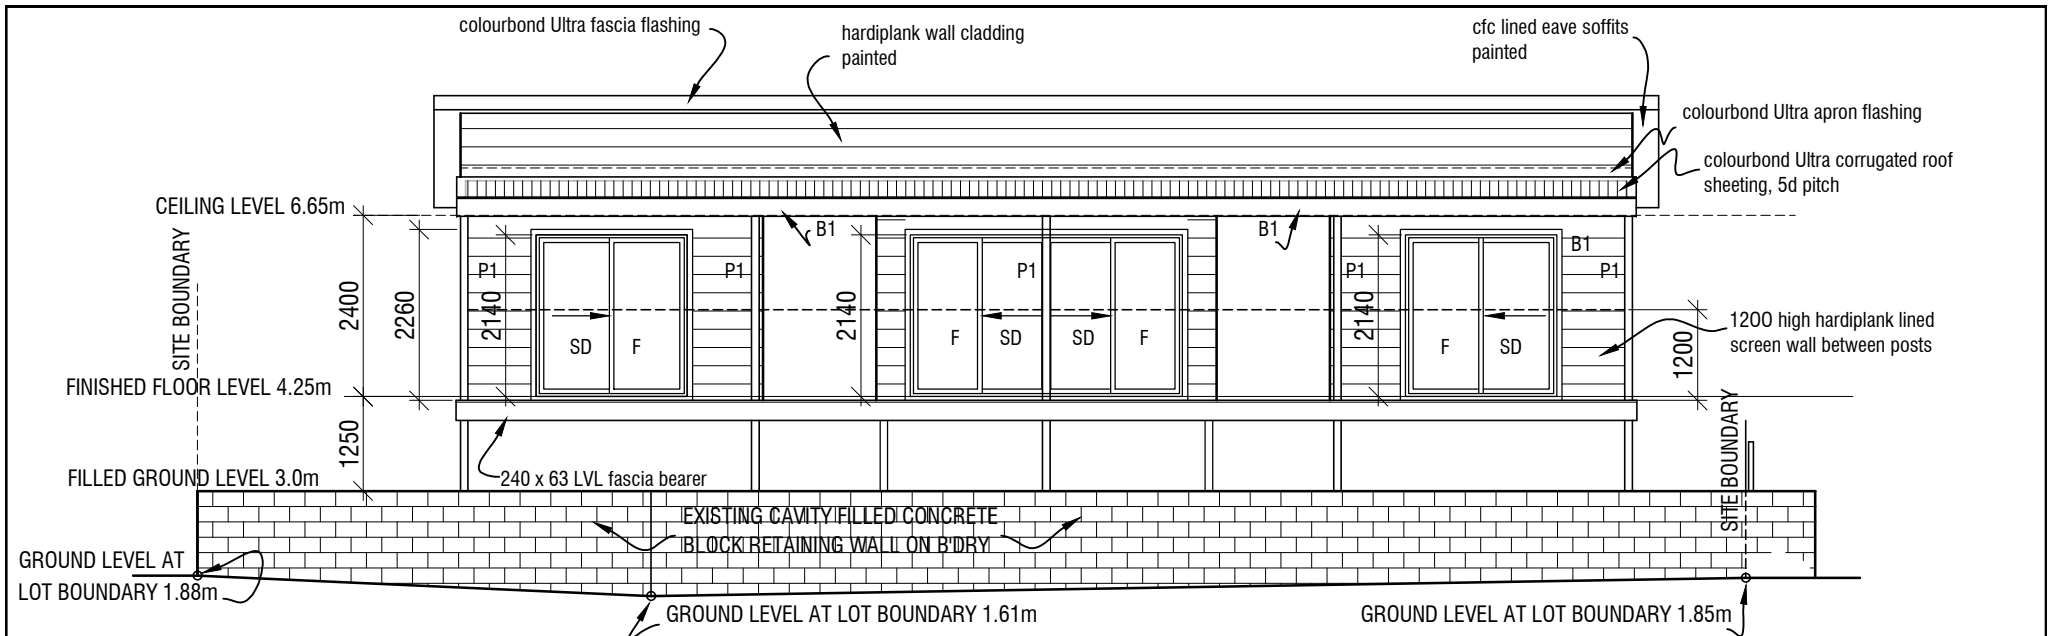 colourbond Ultra fascia flashing
hardiplank wall cladding
painted
cfc lined eave soffits
painted
colourbond Ultra apron flashing
colourbond Ultra corrugated roof
sheeting, 5d pitch
CEILING LEVEL 6.65m
SITE BOUNDARY
2400
2260
2140
P1
SD
F
P1
B1
2140
F
SD
P1
SD
F
B1
P1
2140
F
SD
B1
P1
1200 high hardiplank lined
screen wall between posts
1200
FINISHED FLOOR LEVEL 4.25m
1250
SITE BOUNDARY
FILLED GROUND LEVEL 3.0m
240 x 63 LVL fascia bearer
EXISTING CAVITY FILLED CONCRETE
BLOCK RETAINING WALL ON B'DRY
GROUND LEVEL AT
LOT BOUNDARY 1.88m
GROUND LEVEL AT LOT BOUNDARY 1.61m
GROUND LEVEL AT LOT BOUNDARY 1.85m